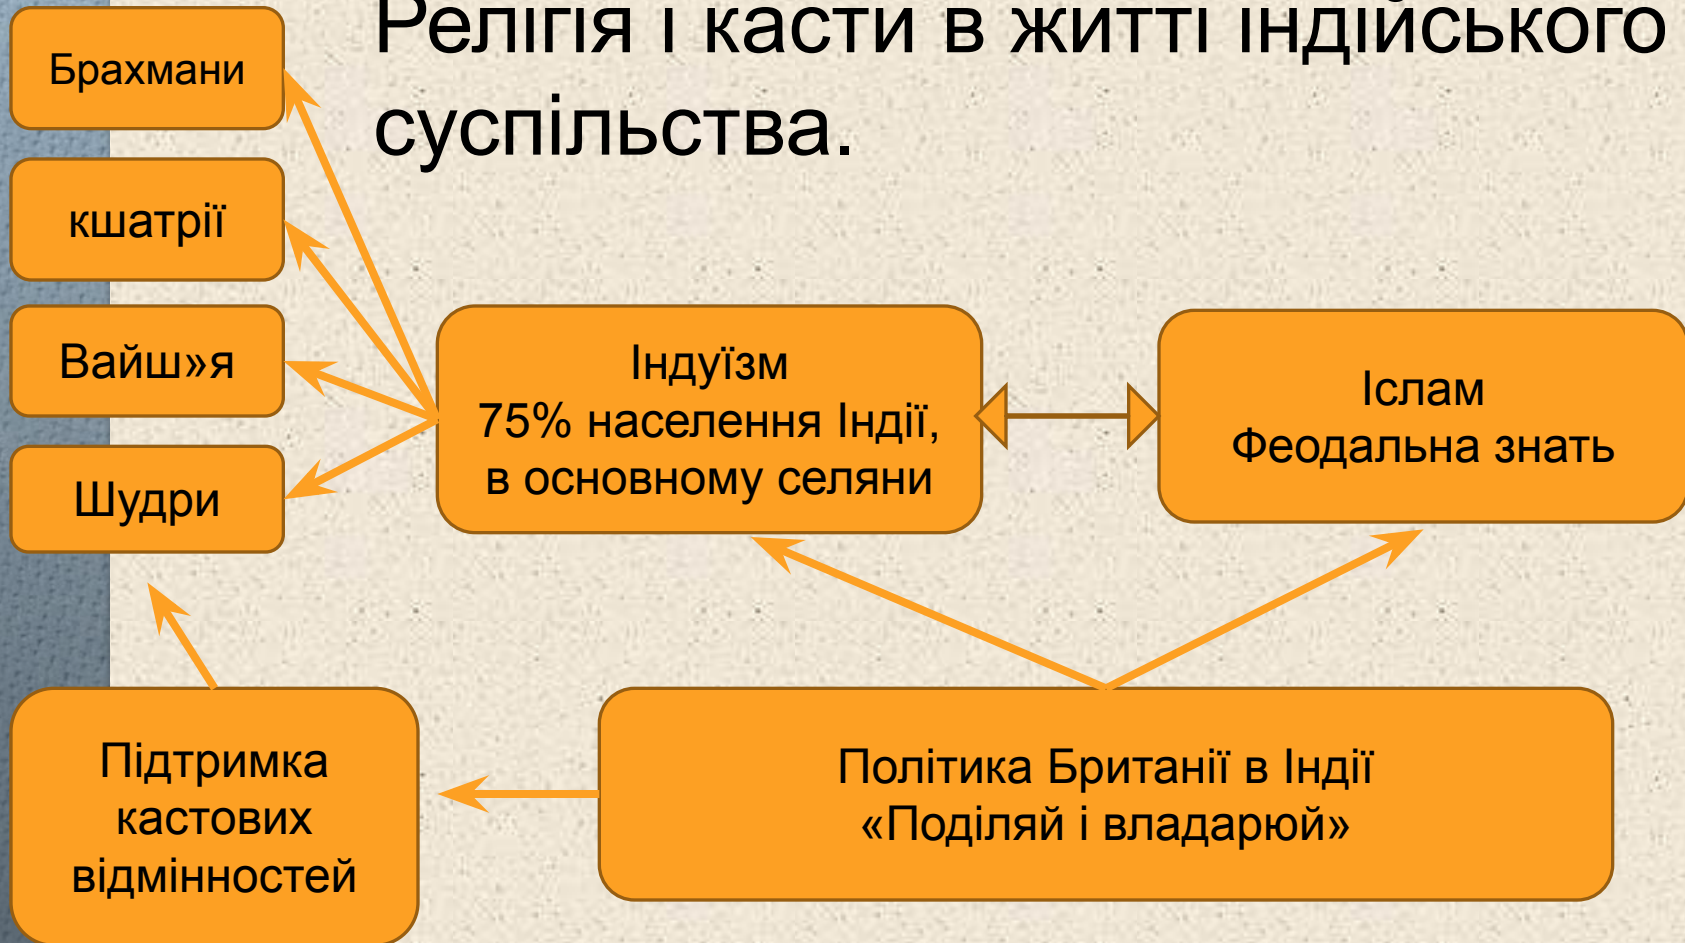 Релігія і касти в житті індійського
суспільства.
Брахмани
кшатрії
Вайш»я
Шудри
Індуїзм
75% населення Індії,
в основному селяни
Іслам
Феодальна знать
Підтримка
кастових
відмінностей
Політика Британії в Індії
«Поділяй і владарюй»